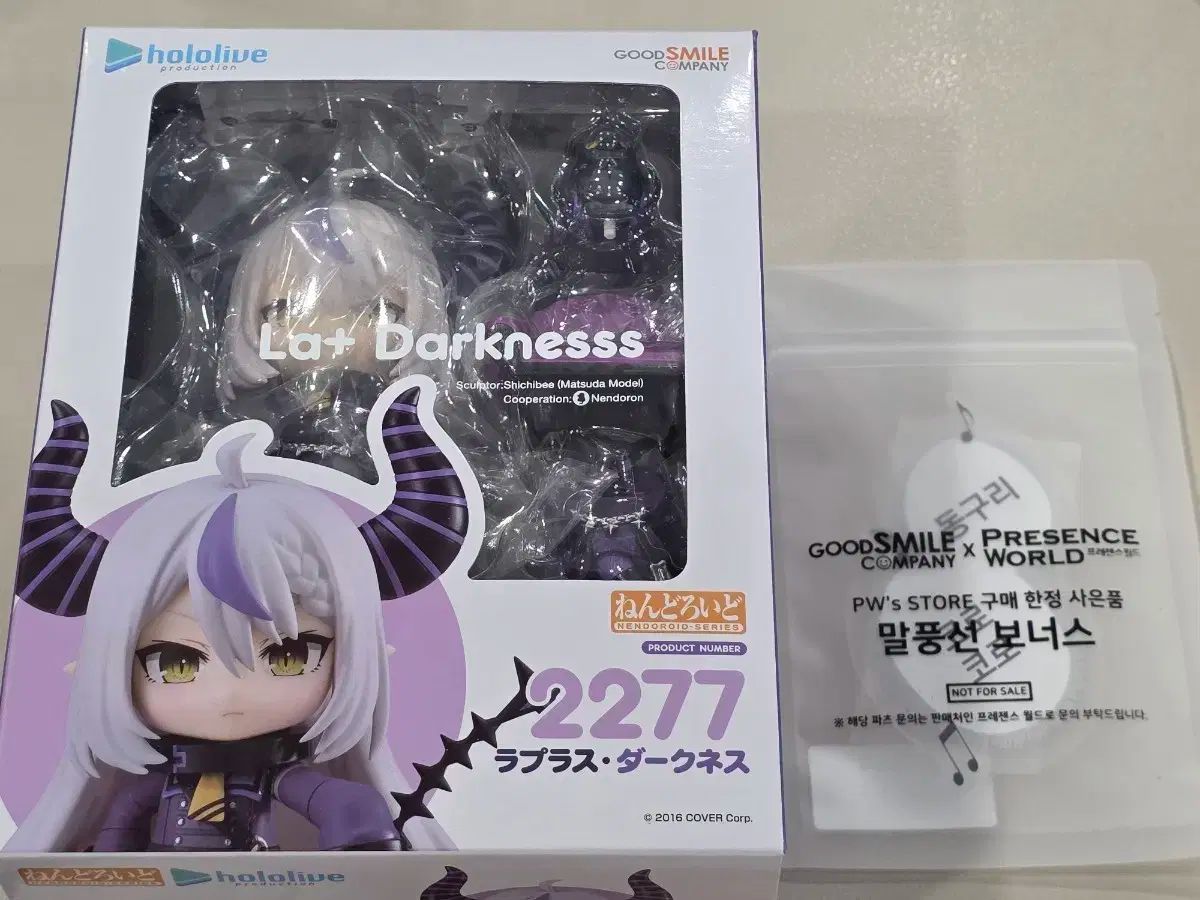 hololive
production
GOOD SMILE
COMPANY
La+ Darknesss
Sculptor:Shichibee (Matsuda Model)
Cooperation: Nendoron
ねんどろいど
NENDOROID-SERIES
PRODUCT NUMBER
2277
ラプラス・ダークネス
© 2016 COVER Corp.
ねんどろいど
hololive
production
동구리
GOOD SMILE
COMPANY
X
PRESENCE
WORLD 프레젠스월드
PW's STORE 구매 한정 사은품
말풍선 보너스
NOT FOR SALE
※ 해당 파츠 문의는 판매처인 프레젠스 월드로 문의 부탁드립니다.